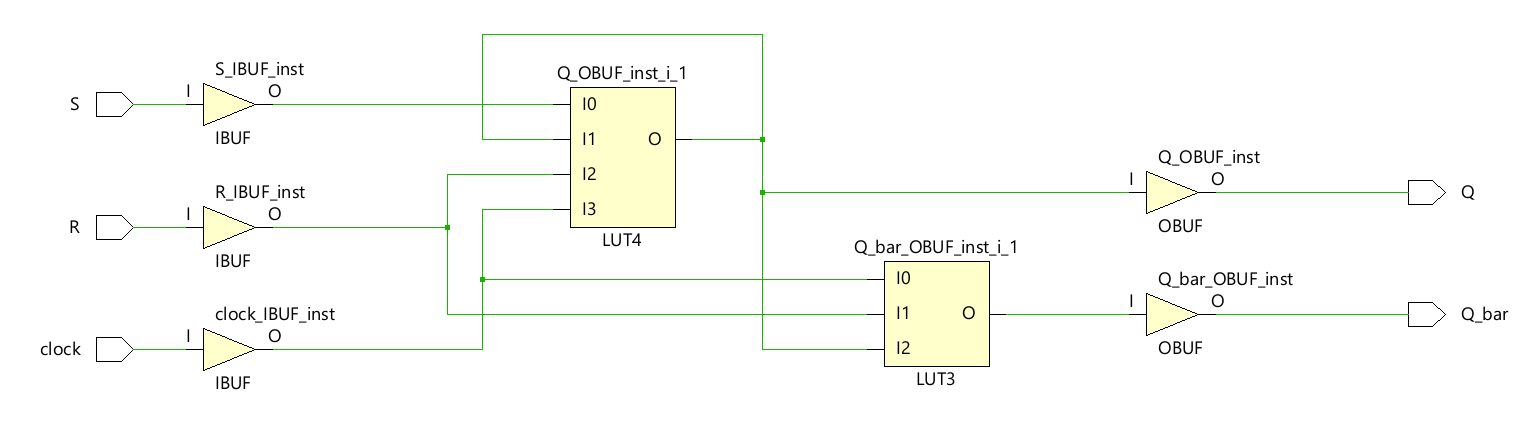 S_IBUF_inst
S
I
O
IBUF
Q_OBUF_inst_i_1
I0
I1
O
I2
I3
LUT4
R_IBUF_inst
R
I
O
IBUF
clock_IBUF_inst
clock
I
O
IBUF
Q_bar_OBUF_inst_i_1
I0
I1
O
I2
LUT3
Q_OBUF_inst
I
O
Q
OBUF
Q_bar_OBUF_inst
I
O
Q_bar
OBUF